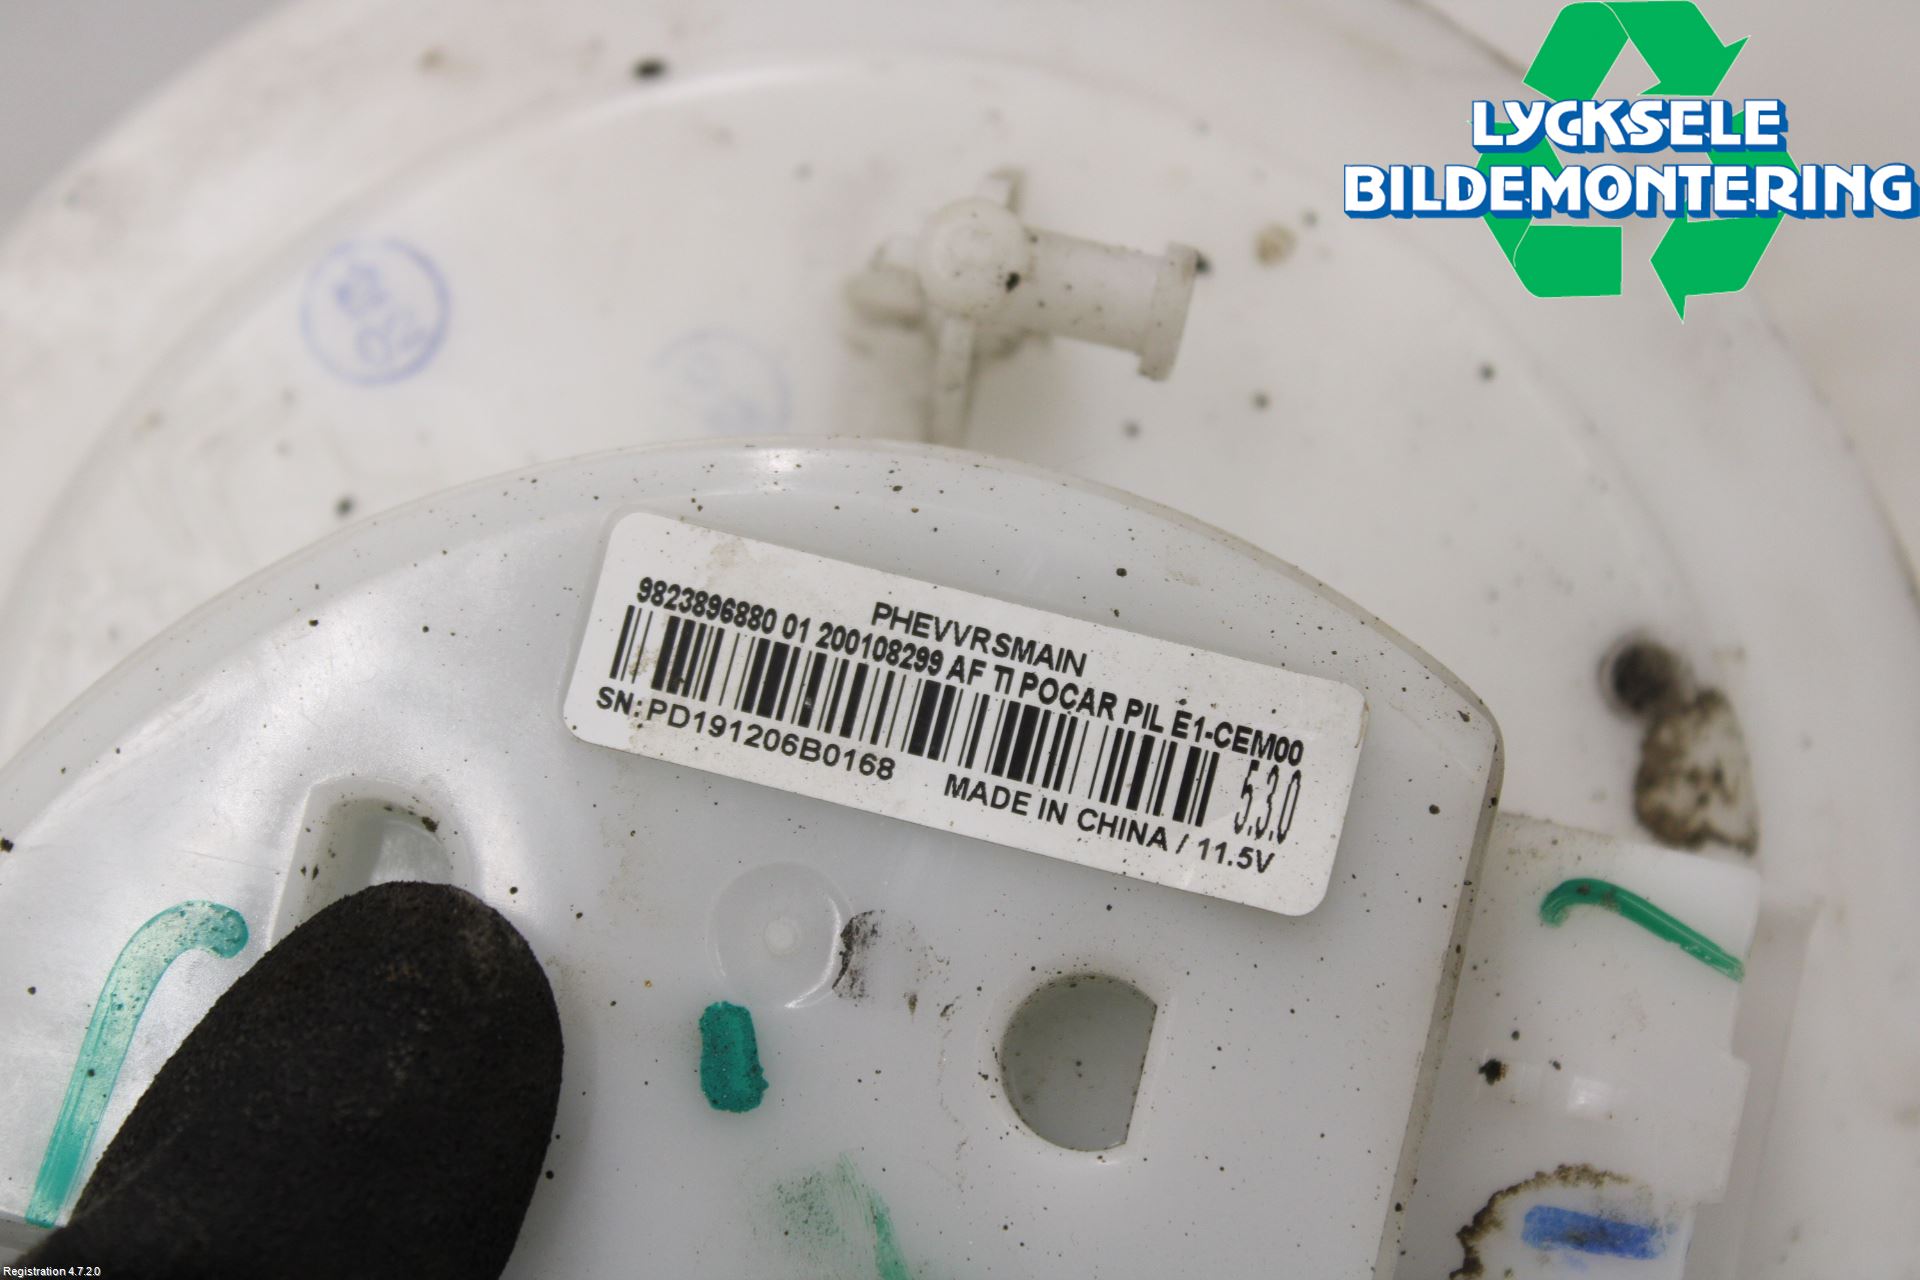 LYCKSELE
BILDEMONTERING
PHEVVRSMAIN
9823896880 01 200108299 AF TI POCAR PIL E1-CEM00
5.3.0
SN:PD191206B0168 MADE IN CHINA / 11.5V
Registration 4.7.2.0